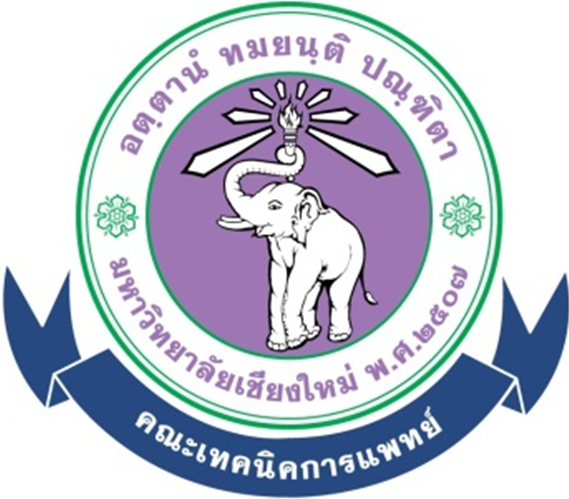 อตฺตานํ ทมยนฺติ ปณฺฑิตา
มหาวิทยาลัยเชียงใหม่ พ.ศ.๒๕๐๗
คณะเทคนิคการแพทย์